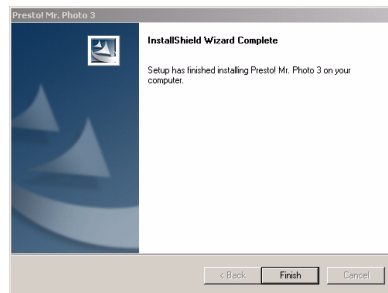 Presto! Mr. Photo 3
InstallShield Wizard Complete
Setup has finished installing Presto! Mr. Photo 3 on your
computer.
< Back
Finish
Cancel